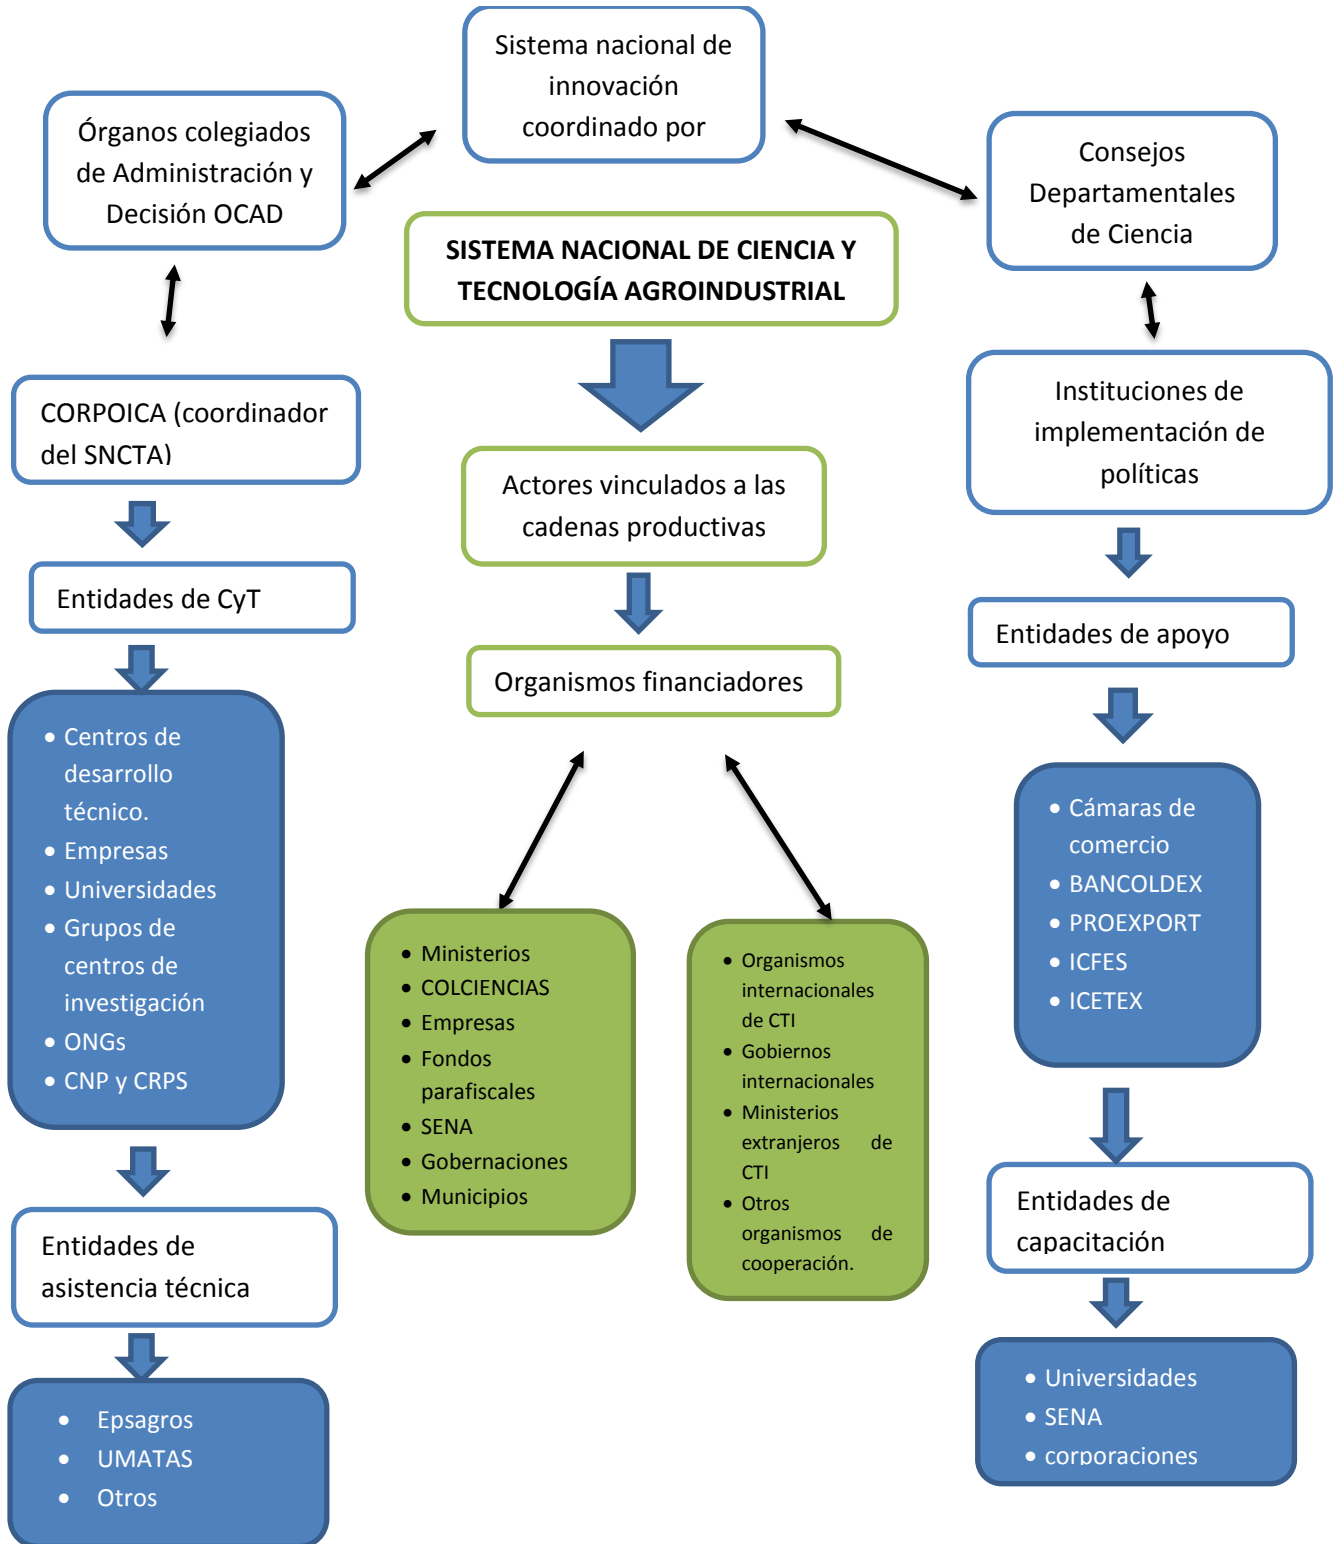 Sistema nacional de
innovación
coordinado por
Órganos colegiados
de Administración y
Decisión OCAD
Consejos
Departamentales
de Ciencia
SISTEMA NACIONAL DE CIENCIA Y
TECNOLOGÍA AGROINDUSTRIAL
CORPOICA (coordinador
del SNCTA)
Actores vinculados a las
cadenas productivas
Instituciones de
implementación de
políticas
Entidades de CyT
Organismos financiadores
Entidades de apoyo
• Centros de
desarrollo
técnico.
• Empresas
• Universidades
• Grupos de
centros de
investigación
• ONGs
• CNP y CRPS
• Ministerios
• COLCIENCIAS
• Empresas
• Fondos
parafiscales
• SENA
• Gobernaciones
• Municipios
• Organismos
internacionales
de CTI
• Gobiernos
internacionales
• Ministerios
extranjeros de
CTI
• Otros
organismos de
cooperación.
• Cámaras de
comercio
• BANCOLDEX
• PROEXPORT
• ICFES
• ICETEX
Entidades de
asistencia técnica
Entidades de
capacitación
• Epsagros
• UMATAS
• Otros
• Universidades
• SENA
• corporaciones